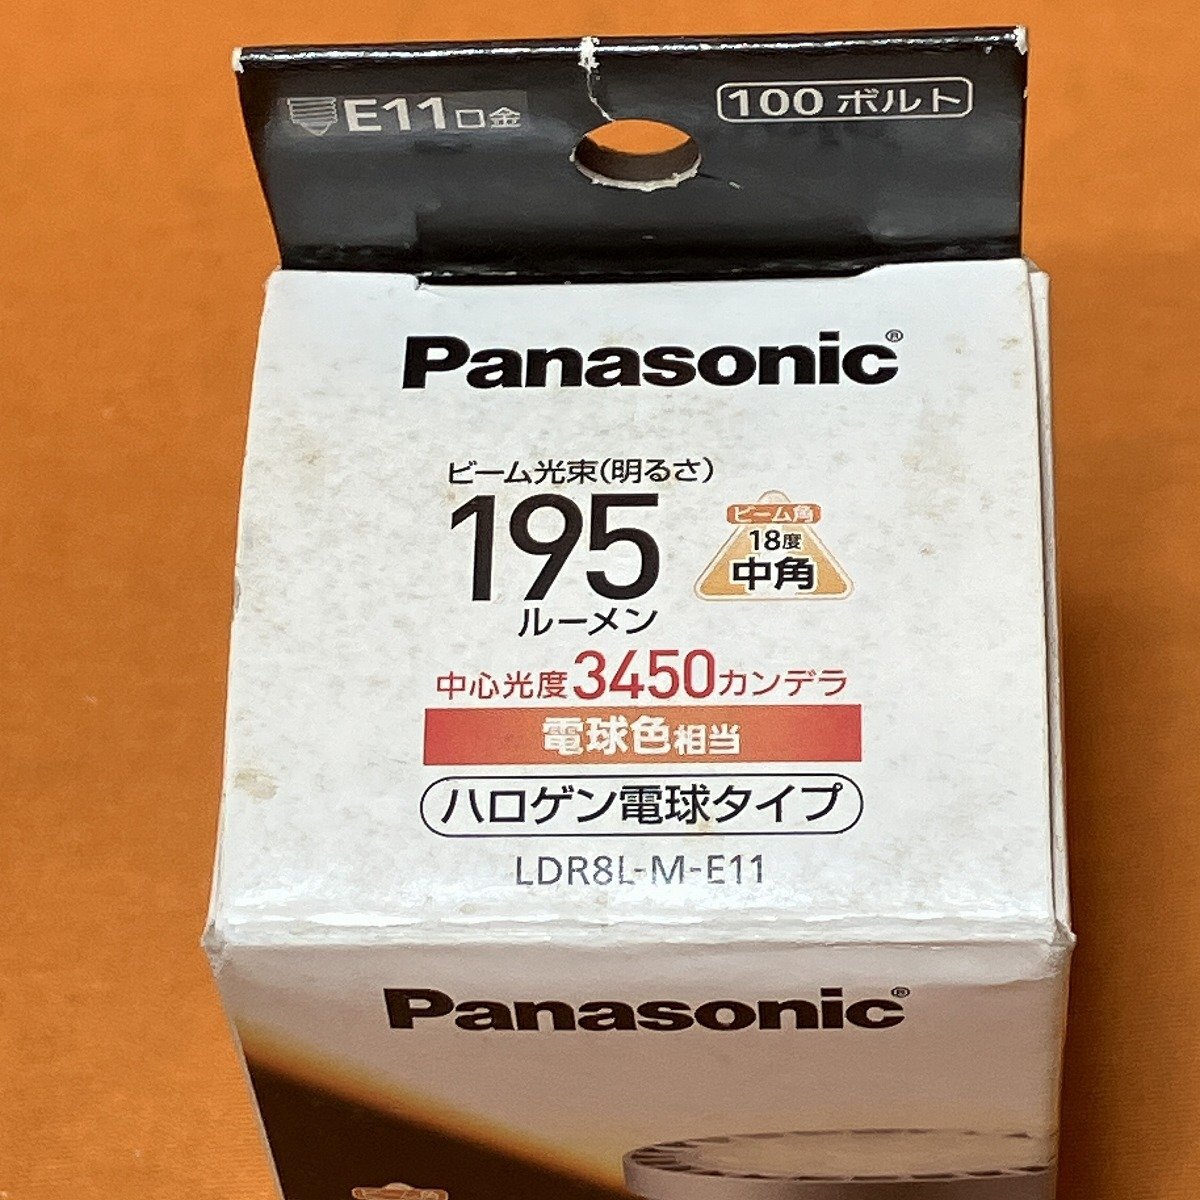 E11口金
100 ボルト
Panasonic®
ビーム光束(明るさ)
195
ルーメン
ビーム角
18度
中角
中心光度3450カンデラ
電球色相当
ハロゲン電球タイプ
LDR8L-M-E11
Panasonic®